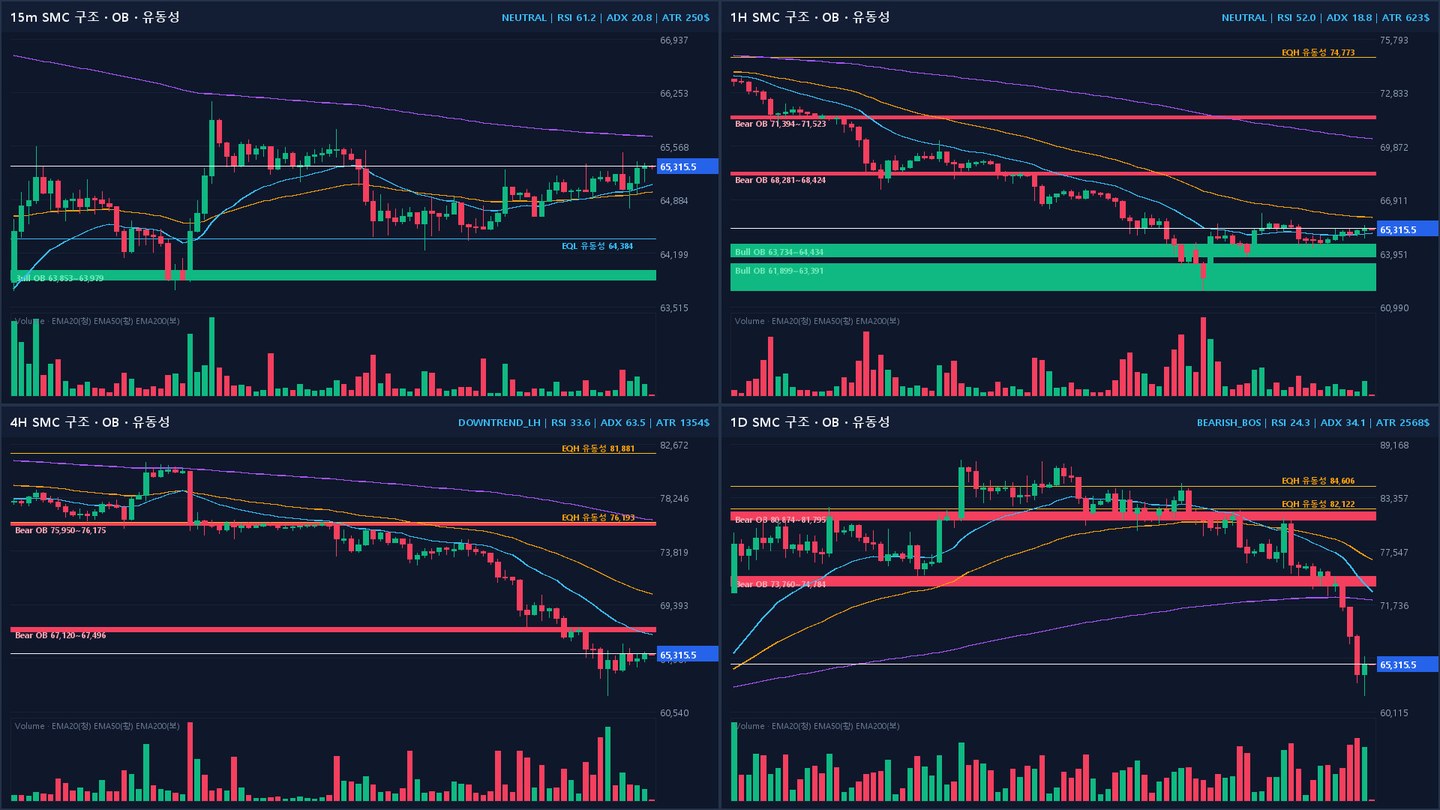 15m SMC 구조 · OB · 유동성
NEUTRAL | RSI 61.2 | ADX 20.8 | ATR 250$
66,937
66,253
65,568
65,315.5
64,884
EQL 유동성 64,384
64,199
Bull OB 63,853~63,979
63,515
Volume · EMA20(청) EMA50(황) EMA200(보)
1H SMC 구조 · OB · 유동성
NEUTRAL | RSI 52.0 | ADX 18.8 | ATR 623$
75,793
EQH 유동성 74,773
72,833
Bear OB 71,394~71,523
69,872
Bear OB 68,281~68,424
66,911
65,315.5
Bull OB 63,734~64,434
63,951
Bull OB 61,899~63,391
60,990
Volume · EMA20(청) EMA50(황) EMA200(보)
4H SMC 구조 · OB · 유동성
DOWNTREND_LH | RSI 33.6 | ADX 63.5 | ATR 1354$
82,672
EQH 유동성 81,881
78,246
EQH 유동성 76,193
Bear OB 75,950~76,175
73,819
69,393
Bear OB 67,120~67,496
65,315.5
60,540
Volume · EMA20(청) EMA50(황) EMA200(보)
1D SMC 구조 · OB · 유동성
BEARISH_BOS | RSI 24.3 | ADX 34.1 | ATR 2568$
89,168
EQH 유동성 84,606
83,357
EQH 유동성 82,122
Bear OB 80,874~81,795
77,547
Bear OB 73,760~74,784
71,736
65,315.5
60,115
Volume · EMA20(청) EMA50(황) EMA200(보)